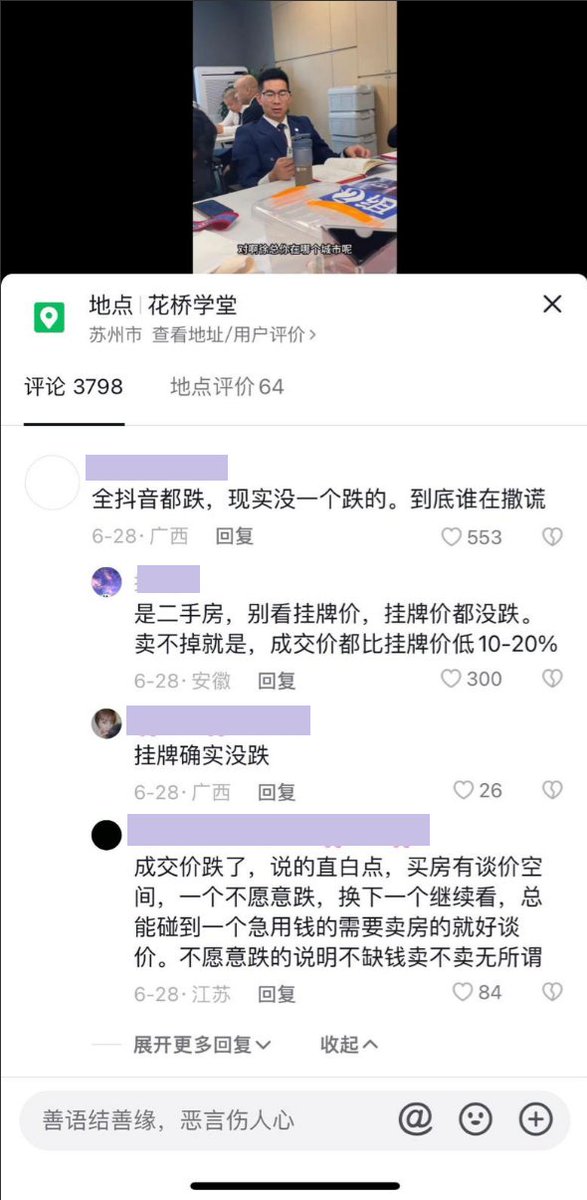 对啊徐总你在哪个城市呢
地点 | 花桥学堂
苏州市 查看地址/用户评价>
评论 3798
地点评价 64
全抖音都跌，现实没一个跌的。到底谁在撒谎
6-28·广西 回复 553
是二手房，别看挂牌价，挂牌价都没跌。
卖不掉就是，成交价都比挂牌价低10-20%
6-28·安徽 回复 300
挂牌确实没跌
6-28·广西 回复 26
成交价跌了，说的直白点，买房有谈价空
间，一个不愿意跌，换下一个继续看，总
能碰到一个急用钱的需要卖房的就好谈
价。不愿意跌的说明不缺钱卖不卖无所谓
6-28·江苏 回复 84
展开更多回复 收起
善语结善缘，恶言伤人心